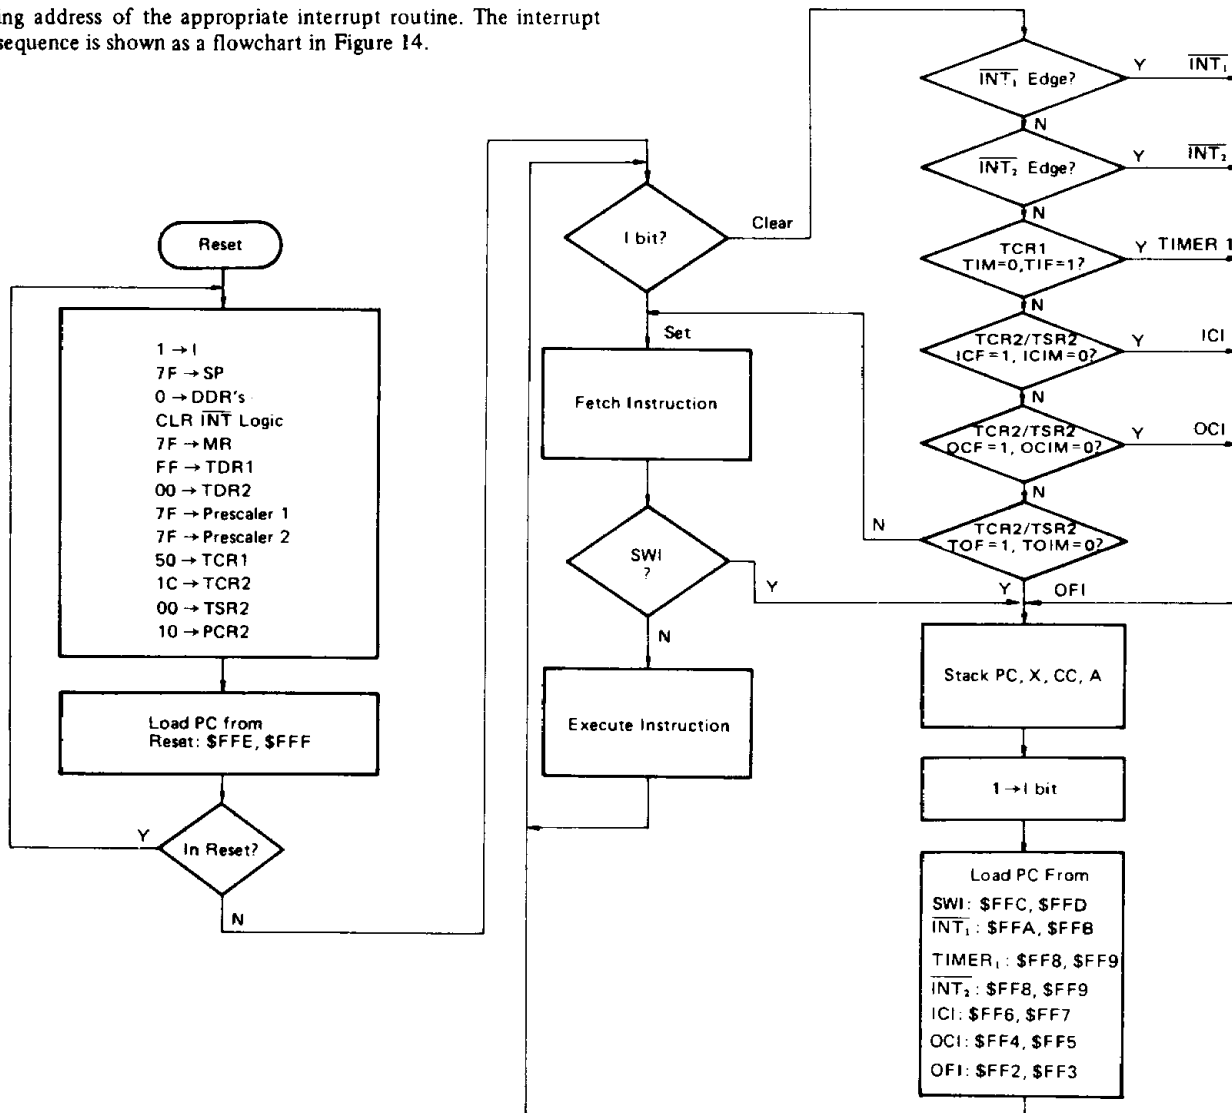 ing address of the appropriate interrupt routine. The interrupt
sequence is shown as a flowchart in Figure 14.
Reset
1 → I
7F → SP
0 → DDR's
CLR INT Logic
7F → MR
FF → TDR1
00 → TDR2
7F → Prescaler 1
7F → Prescaler 2
50 → TCR1
1C → TCR2
00 → TSR2
10 → PCR2
Load PC from
Reset: $FFE, $FFF
In Reset?
Y
N
I bit?
Clear
Set
Fetch Instruction
SWI
?
Y
N
Execute Instruction
INT1 Edge?
Y
INT1
N
INT2 Edge?
Y
INT2
N
TCR1
TIM=0,TIF=1?
Y
TIMER 1
N
TCR2/TSR2
ICF=1, ICIM=0?
Y
ICI
N
TCR2/TSR2
OCF=1, OCIM=0?
Y
OCI
N
TCR2/TSR2
TOF=1, TOIM=0?
N
Y
OFI
Stack PC, X, CC, A
1→I bit
Load PC From
SWI: $FFC, $FFD
INT1: $FFA, $FFB
TIMER1: $FF8, $FF9
INT2: $FF8, $FF9
ICI: $FF6, $FF7
OCI: $FF4, $FF5
OFI: $FF2, $FF3